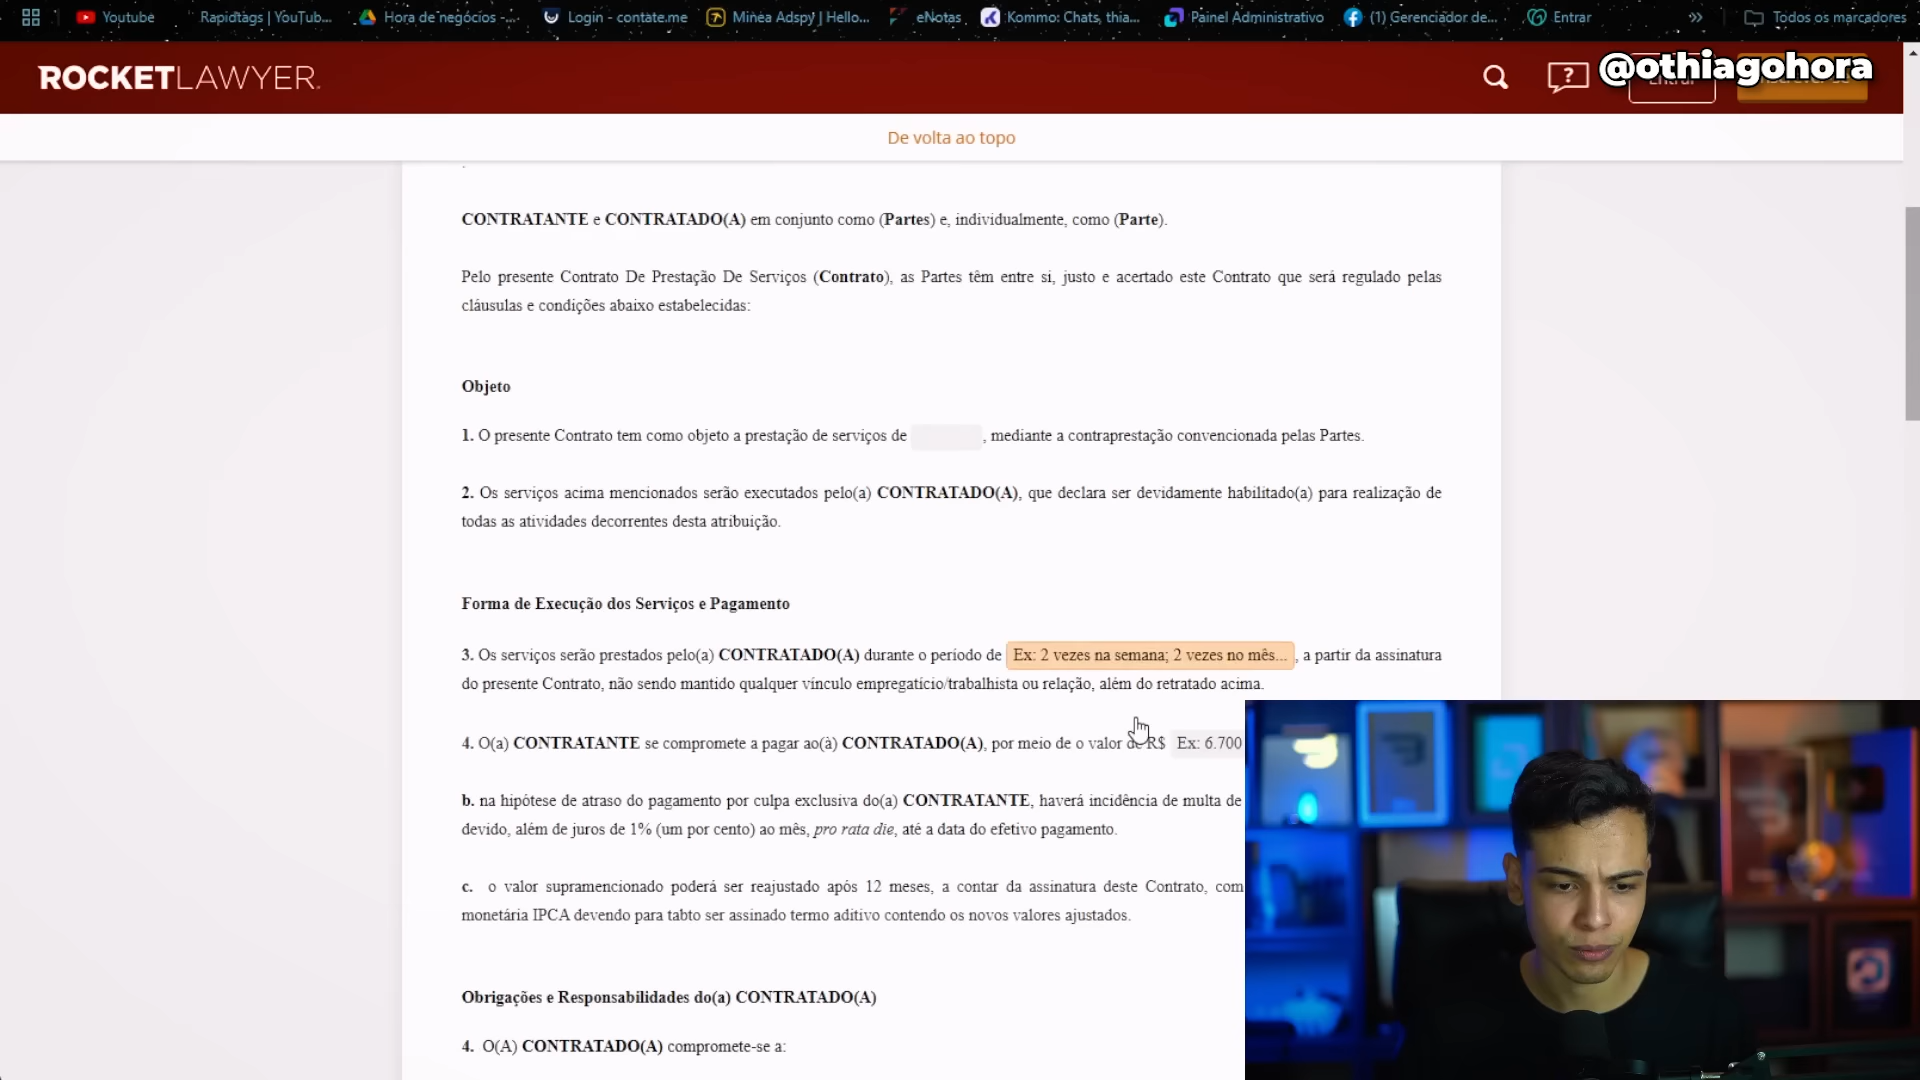 Youtube
Rapidtags | YouTub...
Hora de negócios -...
Login - contate.me
Minea Adspy | Hello...
eNotas
Kommo: Chats, thia...
Painel Administrativo
(1) Gerenciador de...
Entrar
Todos os marcadores
ROCKETLAWYER.
@othiagohora
De volta ao topo
CONTRATANTE e CONTRATADO(A) em conjunto como (Partes) e, individualmente, como (Parte).
Pelo presente Contrato De Prestação De Serviços (Contrato), as Partes têm entre si, justo e acertado este Contrato que será regulado pelas
cláusulas e condições abaixo estabelecidas:
Objeto
1. O presente Contrato tem como objeto a prestação de serviços de , mediante a contraprestação convencionada pelas Partes.
2. Os serviços acima mencionados serão executados pelo(a) CONTRATADO(A), que declara ser devidamente habilitado(a) para realização de
todas as atividades decorrentes desta atribuição.
Forma de Execução dos Serviços e Pagamento
3. Os serviços serão prestados pelo(a) CONTRATADO(A) durante o período de Ex: 2 vezes na semana; 2 vezes no mês... , a partir da assinatura
do presente Contrato, não sendo mantido qualquer vínculo empregatício/trabalhista ou relação, além do retratado acima.
4. O(a) CONTRATANTE se compromete a pagar ao(à) CONTRATADO(A), por meio de o valor de R$ Ex: 6.700
b. na hipótese de atraso do pagamento por culpa exclusiva do(a) CONTRATANTE, haverá incidência de multa de
devido, além de juros de 1% (um por cento) ao mês, pro rata die, até a data do efetivo pagamento.
c. o valor supramencionado poderá ser reajustado após 12 meses, a contar da assinatura deste Contrato, com
monetária IPCA devendo para tabto ser assinado termo aditivo contendo os novos valores ajustados.
Obrigações e Responsabilidades do(a) CONTRATADO(A)
4. O(A) CONTRATADO(A) compromete-se a: